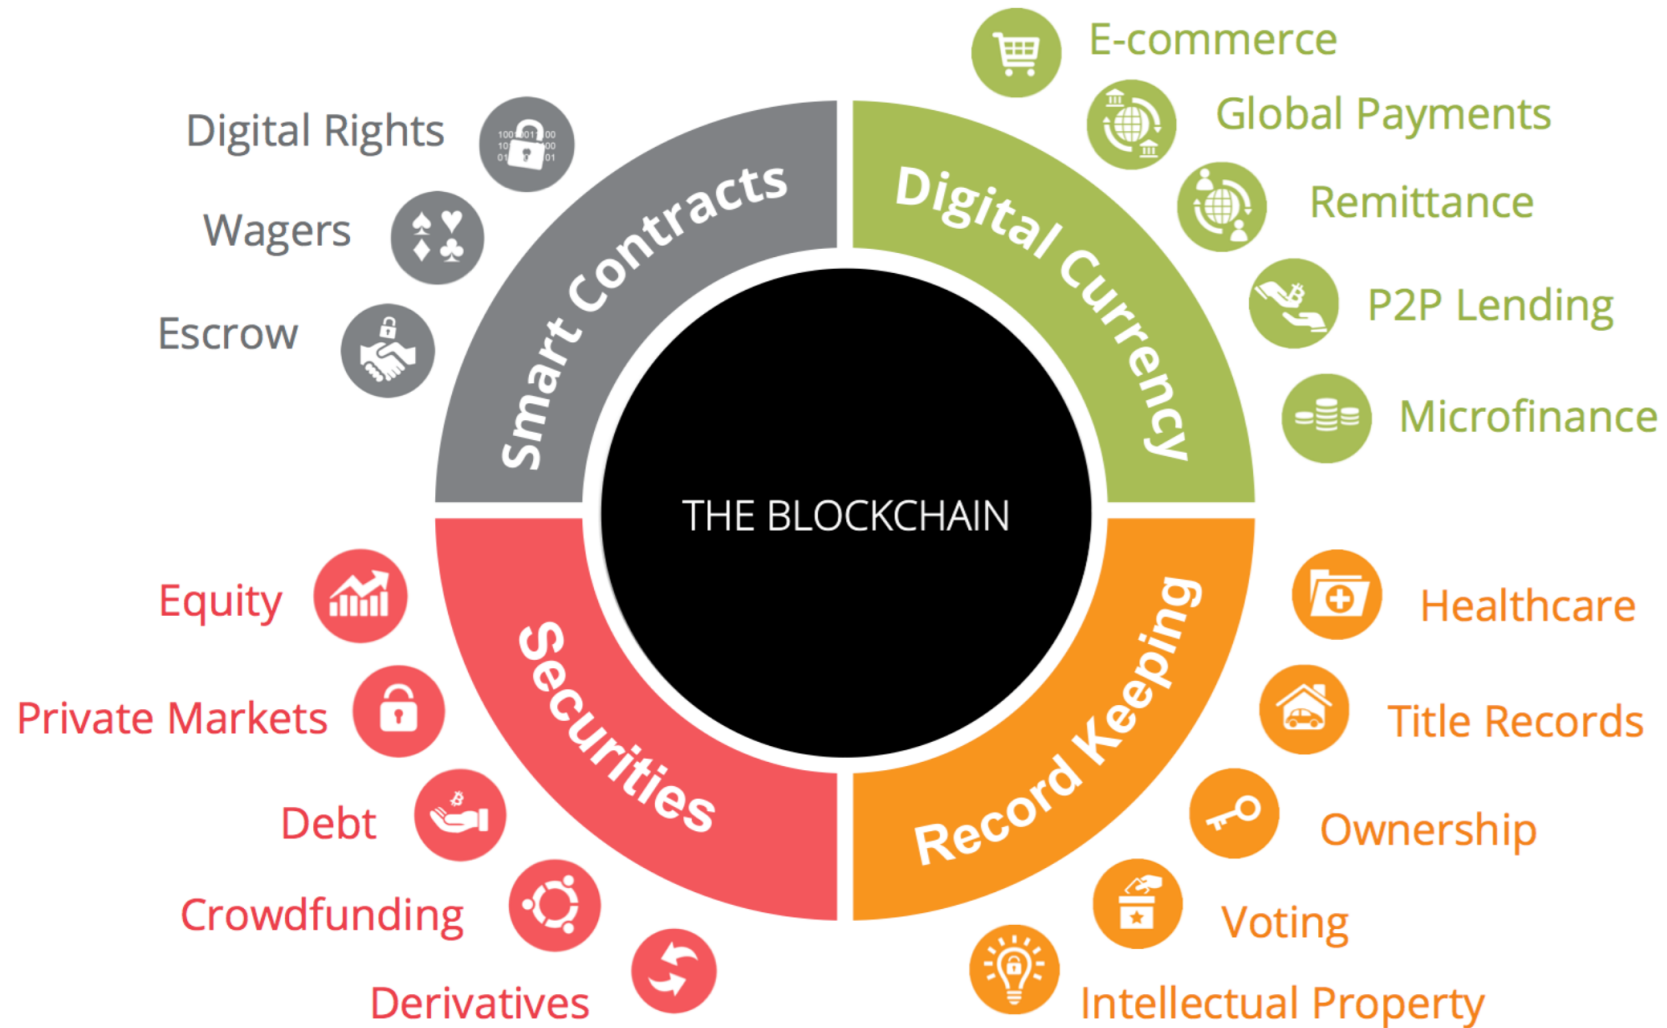 E-commerce
Global Payments
Remittance
P2P Lending
Microfinance
Digital Rights
Wagers
Escrow
Smart Contracts
Digital Currency
THE BLOCKCHAIN
Securities
Record Keeping
Equity
Private Markets
Debt
Crowdfunding
Derivatives
Healthcare
Title Records
Ownership
Voting
Intellectual Property